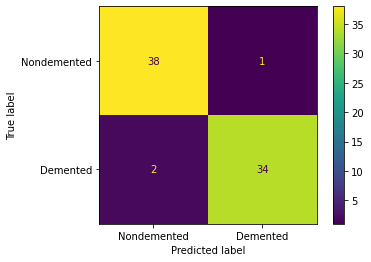 True label
Nondemented
38
1
Demented
2
34
Nondemented
Demented
Predicted label
35
30
25
20
15
10
5